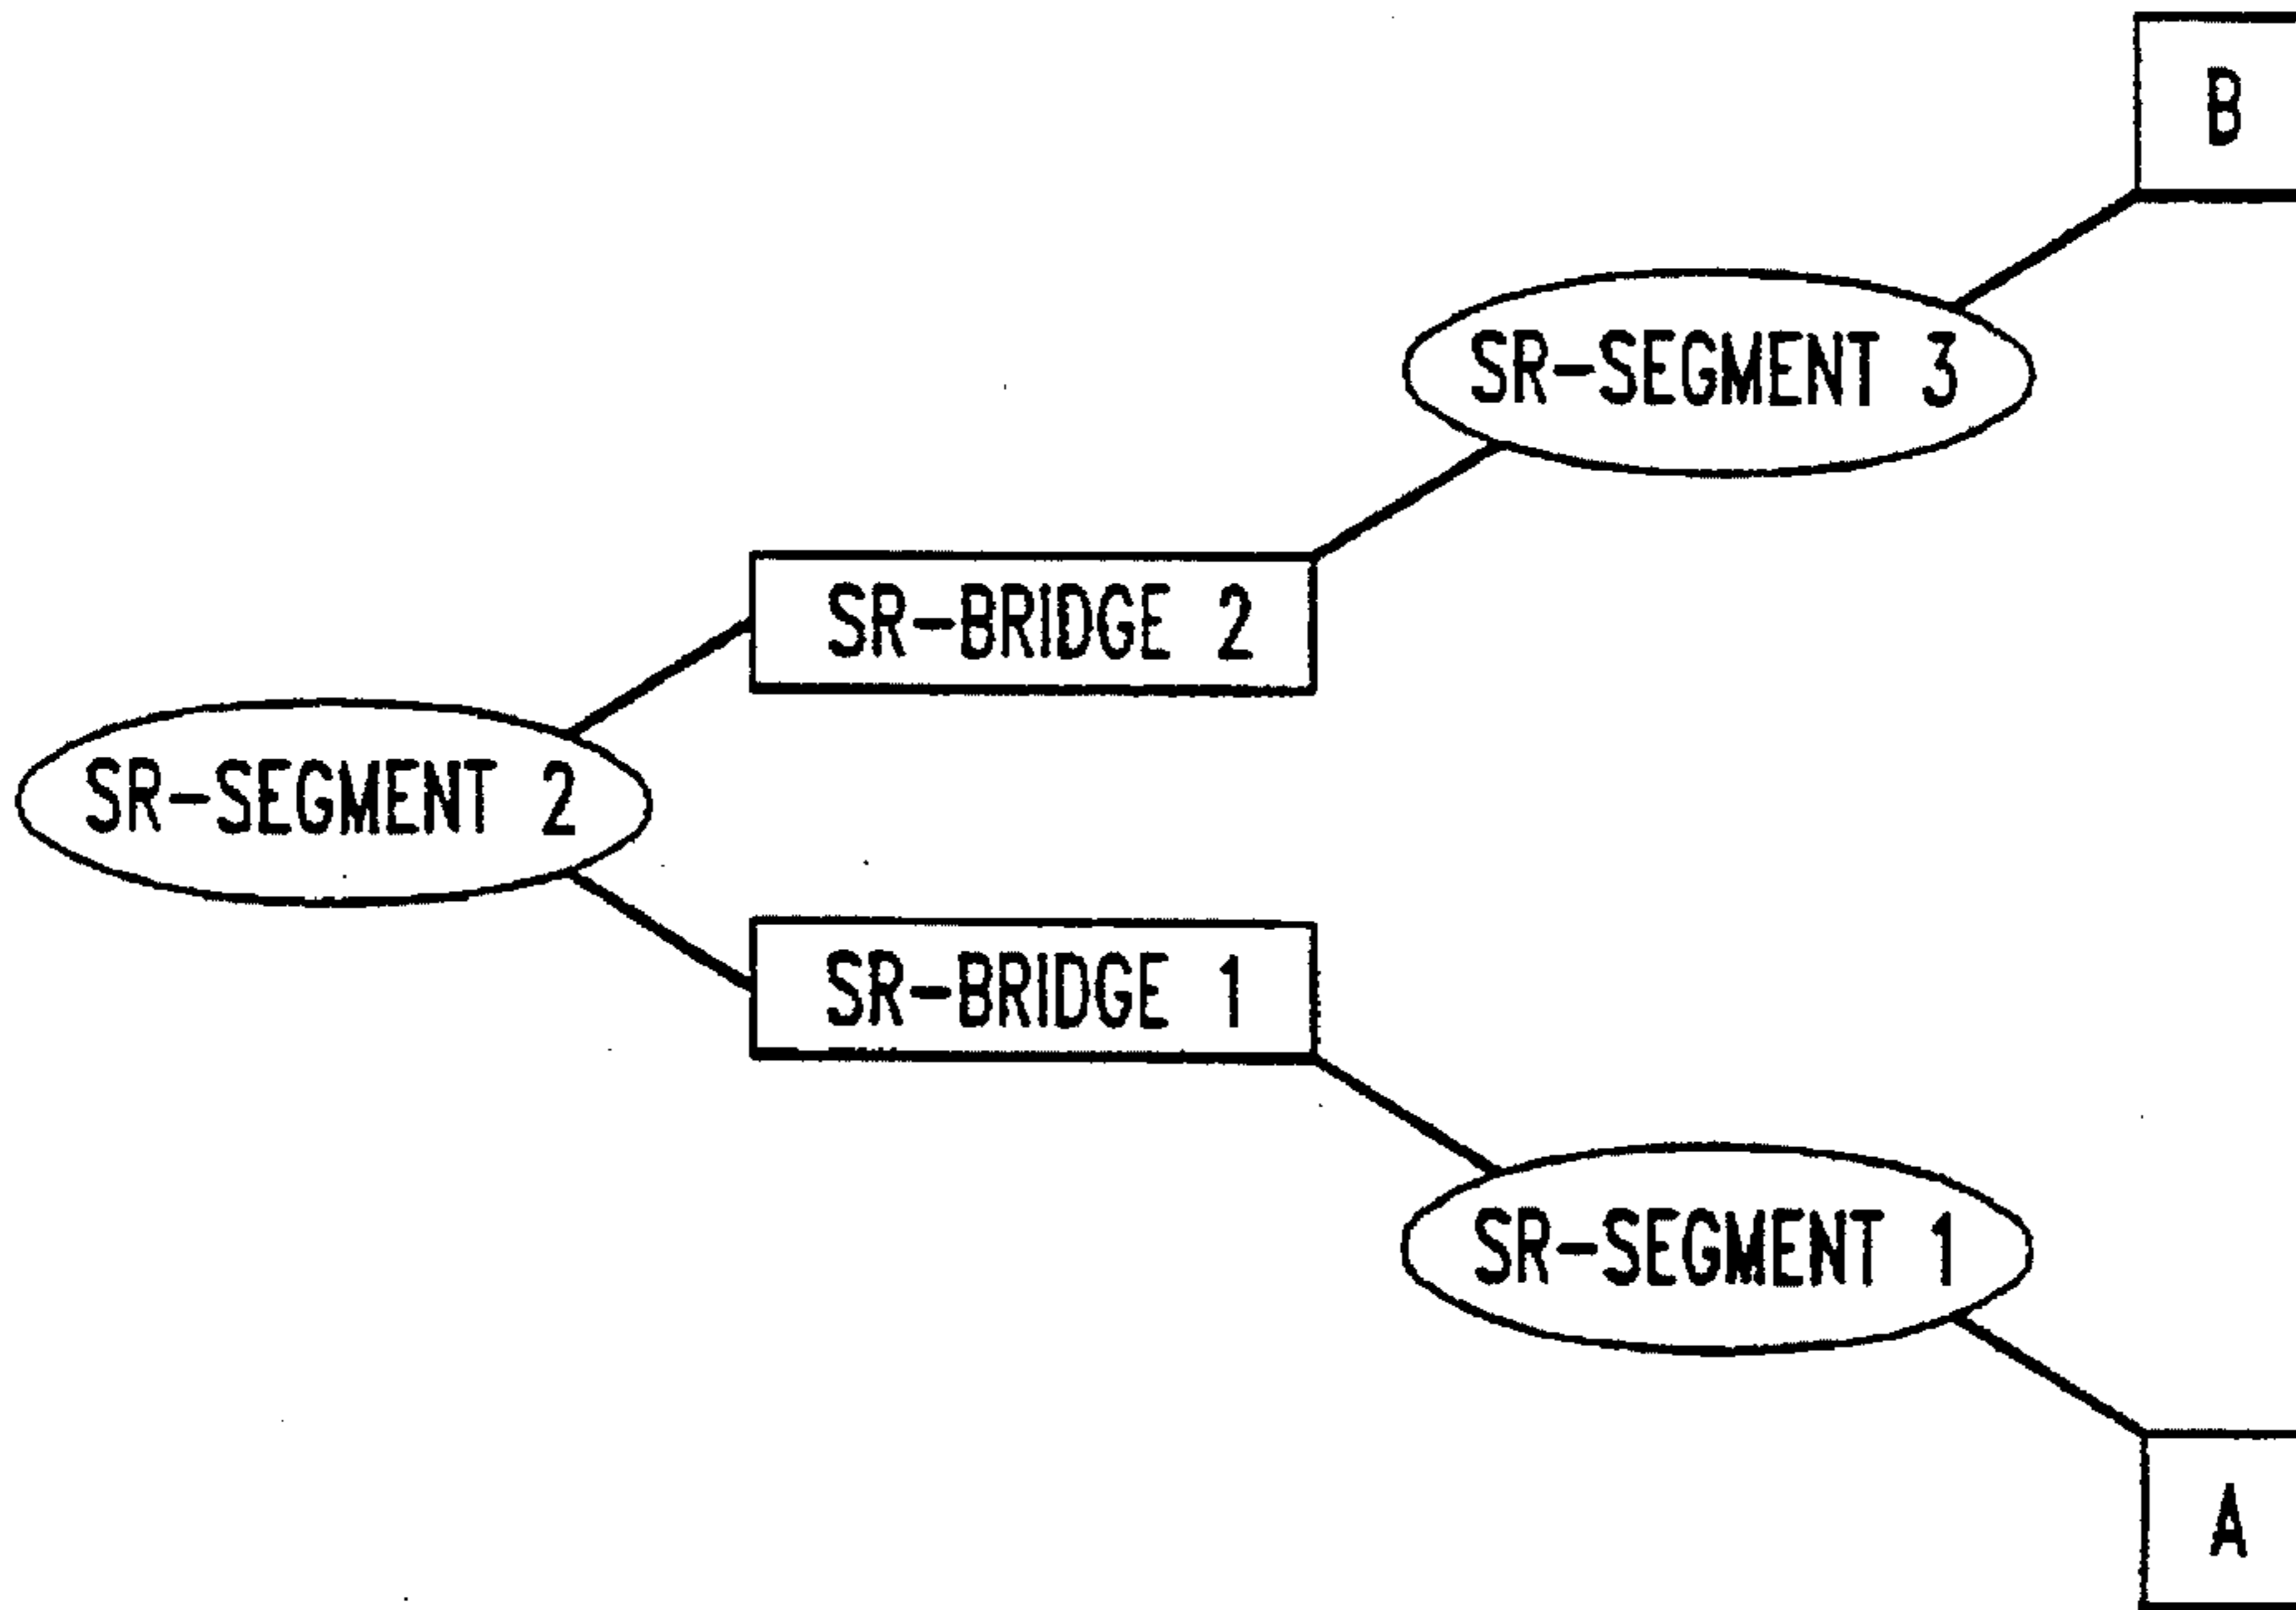 B
SR-SEGMENT 3
SR-BRIDGE 2
SR-SEGMENT 2
SR-BRIDGE 1
SR-SEGMENT 1
A